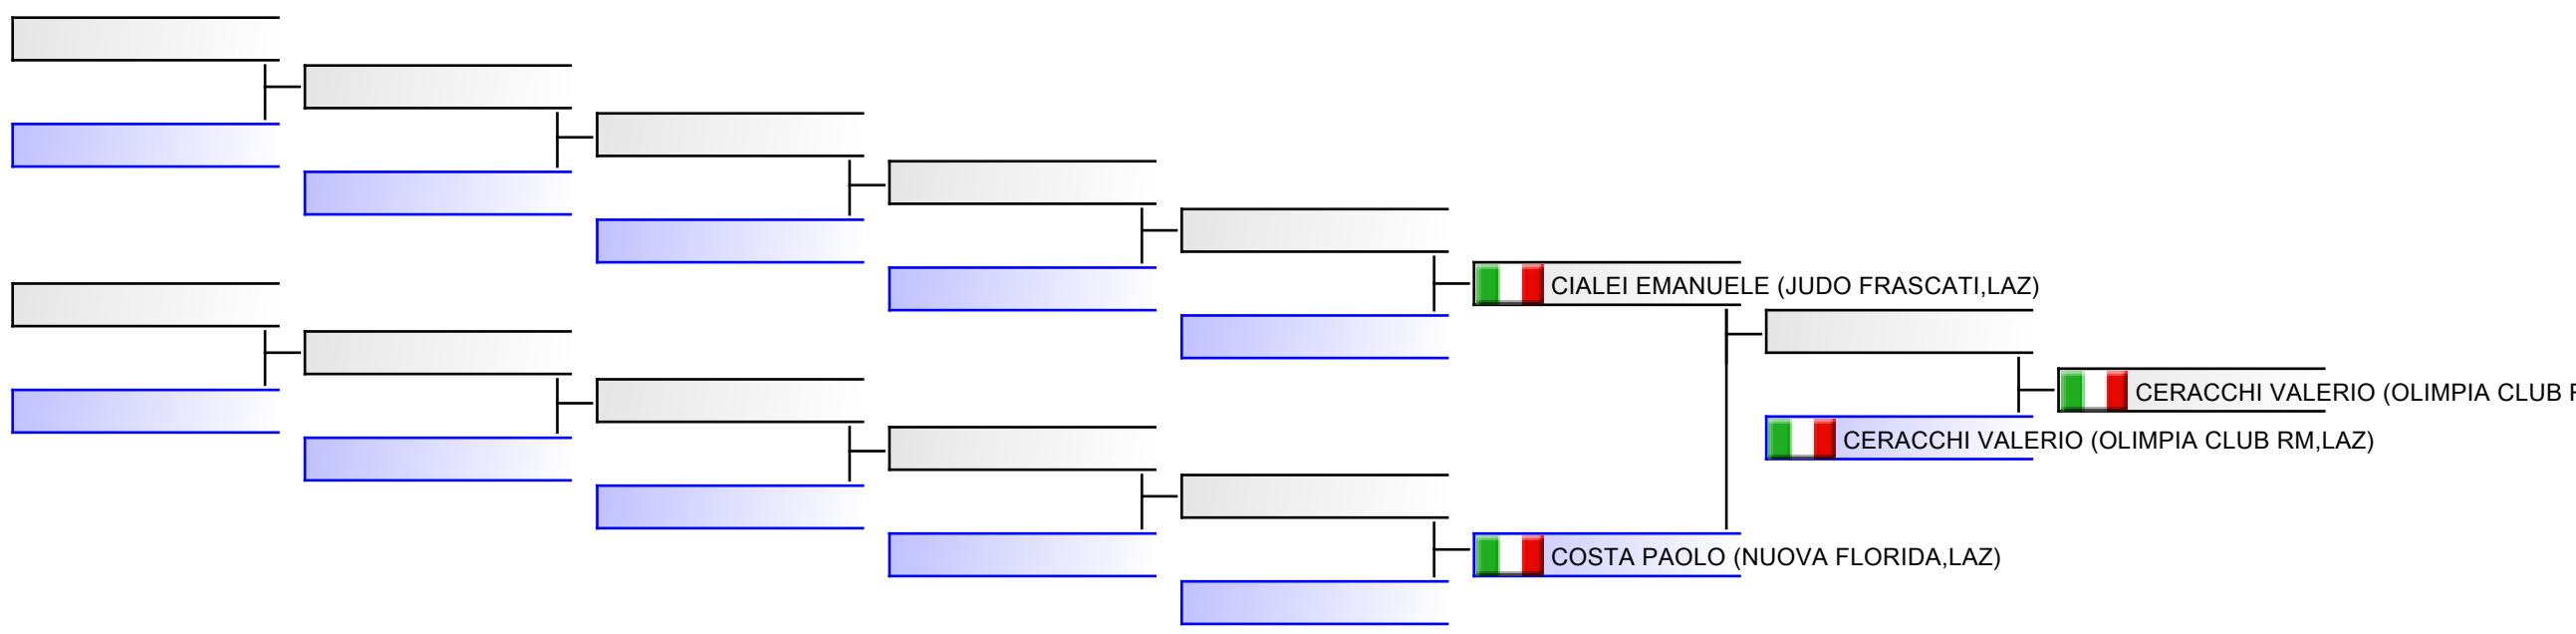 CIALEI EMANUELE (JUDO FRASCATI,LAZ)
CERACCHI VALERIO (OLIMPIA CLUB
CERACCHI VALERIO (OLIMPIA CLUB RM,LAZ)
COSTA PAOLO (NUOVA FLORIDA,LAZ)